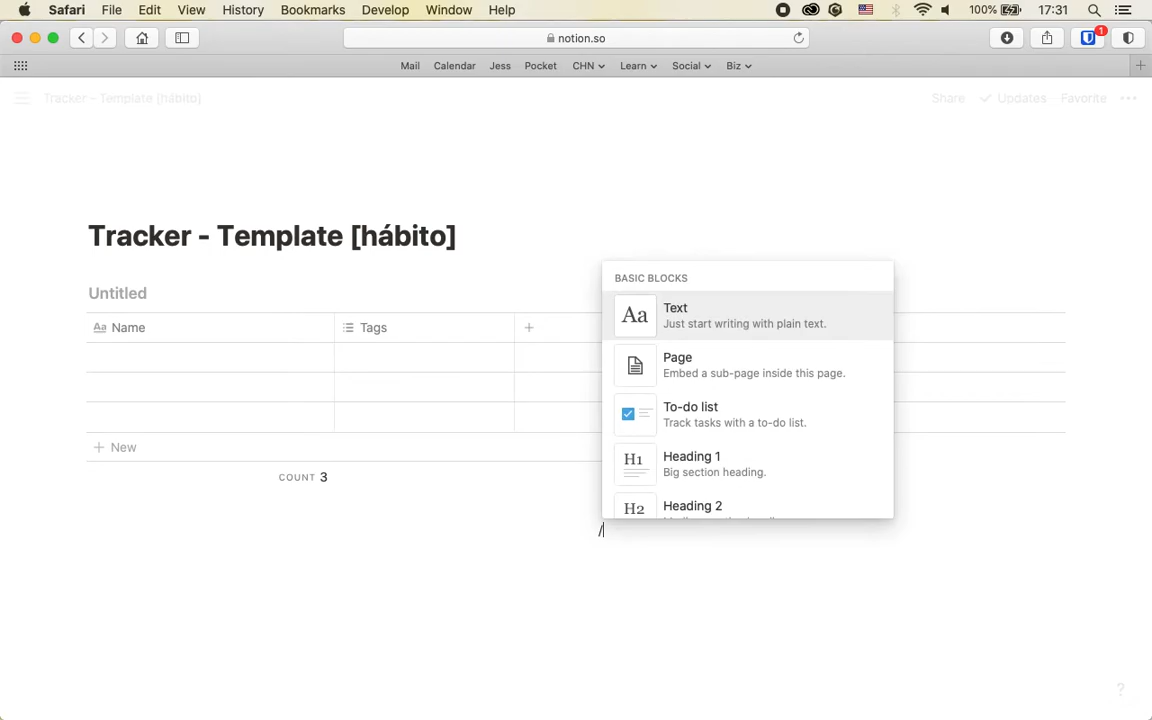 Safari File Edit View History Bookmarks Develop Window Help 100% 17:31
notion.so 1
Mail Calendar Jess Pocket CHN Learn Social Biz
Tracker – Template [hábito] Share Updates Favorite
Tracker - Template [hábito]
Untitled
Aa Name Tags
New
COUNT 3
BASIC BLOCKS
Aa Text
Just start writing with plain text.
Page
Embed a sub-page inside this page.
To-do list
Track tasks with a to-do list.
H1 Heading 1
Big section heading.
H2 Heading 2
/
?